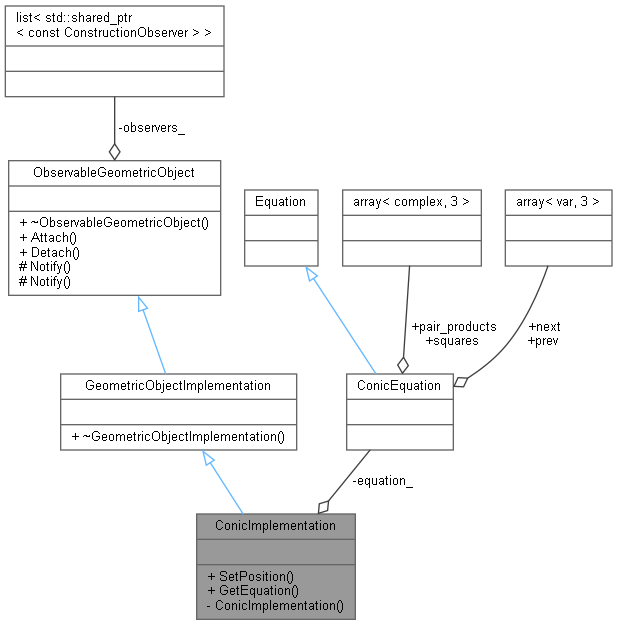 list< std::shared_ptr
< const ConstructionObserver > >
-observers_
ObservableGeometricObject
+ ~ObservableGeometricObject()
+ Attach()
+ Detach()
# Notify()
# Notify()
Equation
array< complex, 3 >
array< var, 3 >
+pair_products
+squares
+next
+prev
GeometricObjectImplementation
+ ~GeometricObjectImplementation()
ConicEquation
-equation_
ConicImplementation
+ SetPosition()
+ GetEquation()
- ConicImplementation()